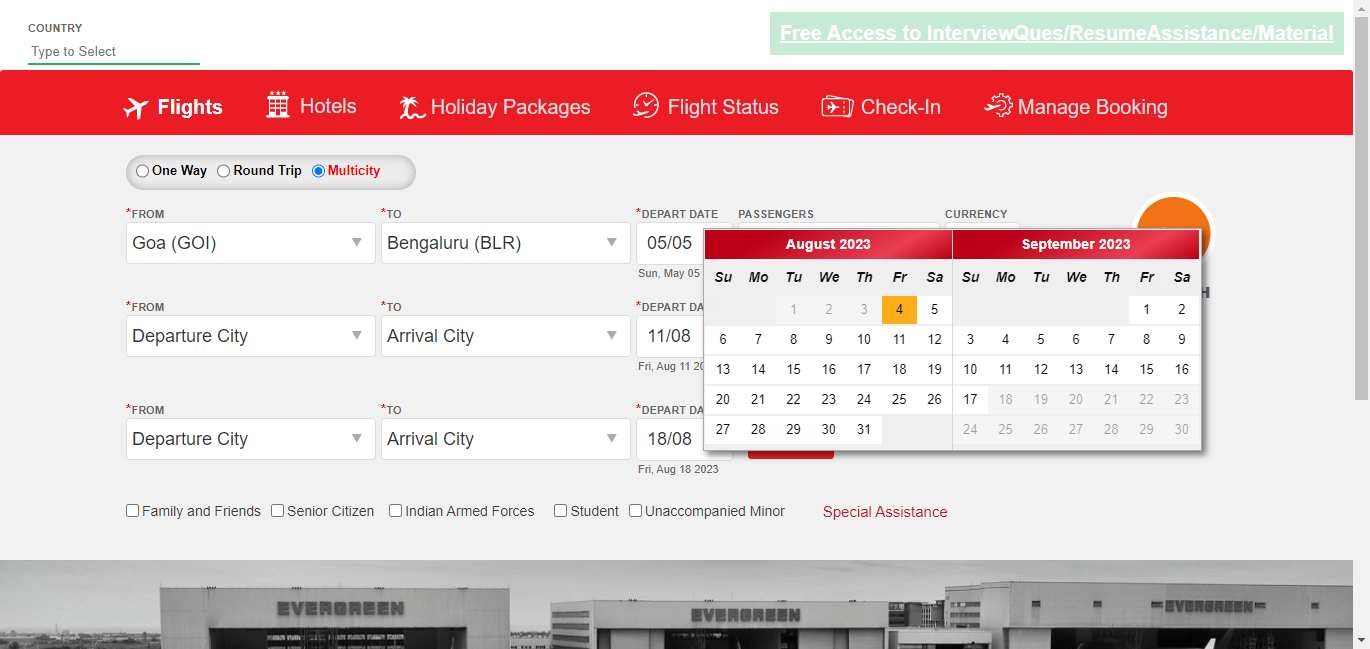 COUNTRY
Type to Select
Free Access to InterviewQues/ResumeAssistance/Material
Flights Hotels Holiday Packages Flight Status Check-In Manage Booking
One Way Round Trip Multicity
*FROM *TO *DEPART DATE PASSENGERS CURRENCY
Goa (GOI) Bengaluru (BLR) 05/05
Sun, May 05
August 2023 September 2023
Su Mo Tu We Th Fr Sa Su Mo Tu We Th Fr Sa
1 2 3 4 5 1 2
6 7 8 9 10 11 12 3 4 5 6 7 8 9
13 14 15 16 17 18 19 10 11 12 13 14 15 16
20 21 22 23 24 25 26 17 18 19 20 21 22 23
27 28 29 30 31 24 25 26 27 28 29 30
H
*FROM *TO *DEPART DA
Departure City Arrival City 11/08
Fri, Aug 11 20
*FROM *TO *DEPART DA
Departure City Arrival City 18/08
Fri, Aug 18 2023
Family and Friends Senior Citizen Indian Armed Forces Student Unaccompanied Minor Special Assistance
EVERGREEN EVERGREEN EVERGREEN